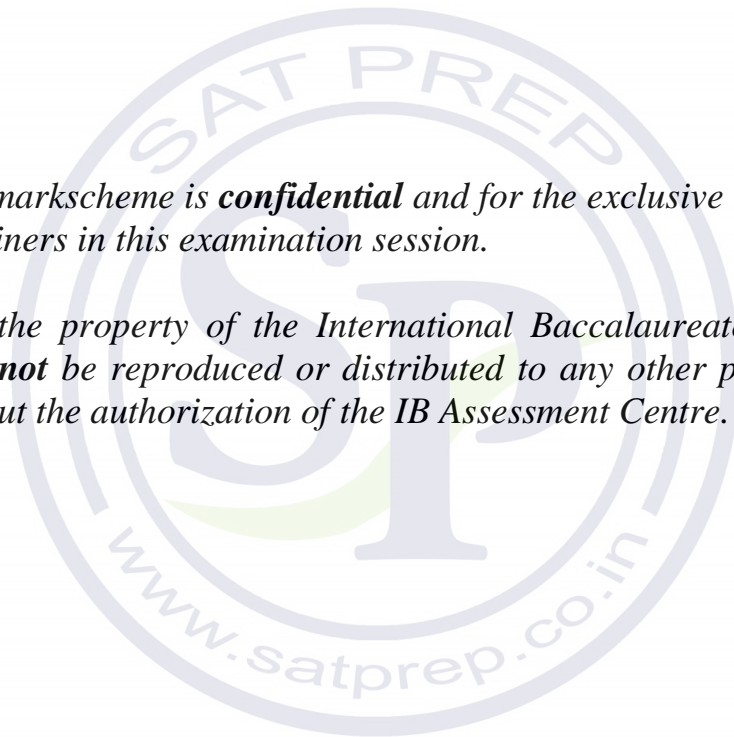 SAT PREP
markscheme is confidential and for the exclusive
iners in this examination session.
the property of the International Baccalaureate
not be reproduced or distributed to any other p
ut the authorization of the IB Assessment Centre.
SP
www.satprep.co.in